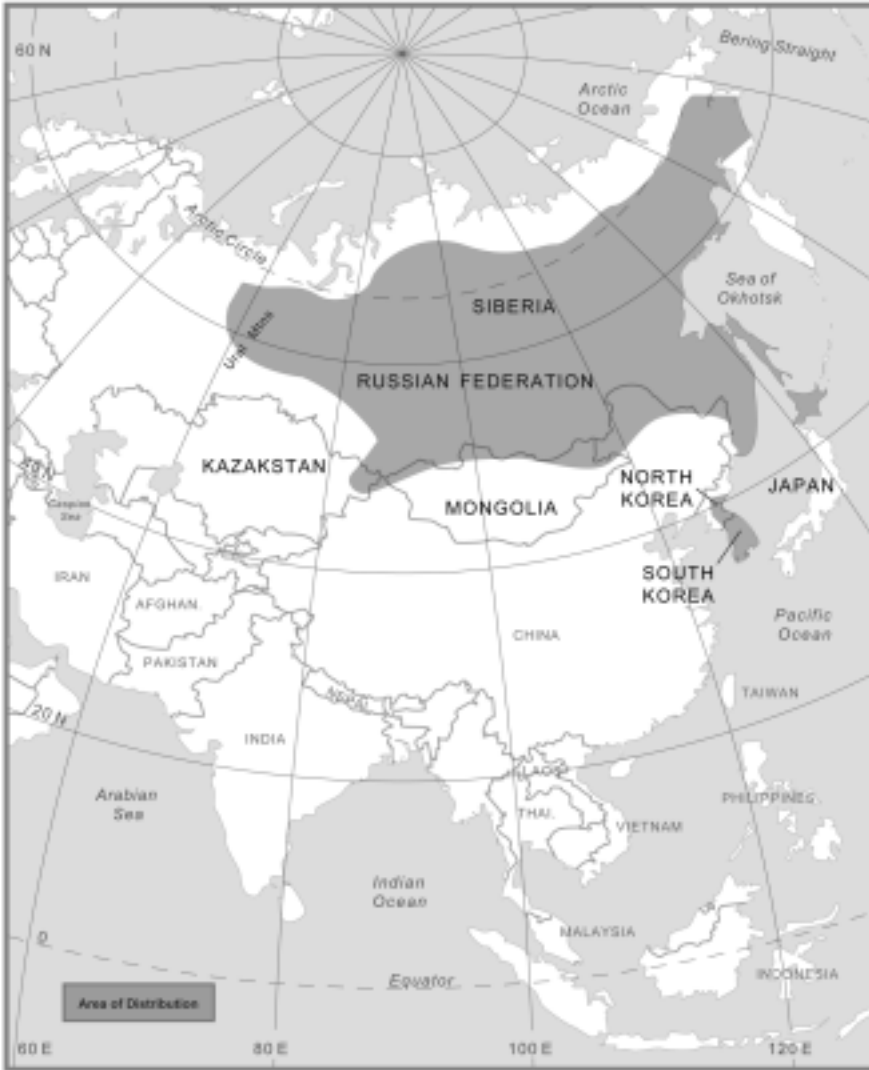 60 N
Bering Straight
Arctic
Ocean
Arctic Circle
Sea of
Okhotsk
SIBERIA
Ural Mtns
RUSSIAN FEDERATION
KAZAKSTAN
MONGOLIA
NORTH
KOREA
JAPAN
40 N
Caspian
Sea
SOUTH
KOREA
IRAN
AFGHAN.
PAKISTAN
CHINA
Pacific
Ocean
NEPAL
TAIWAN
20 N
INDIA
LAOS
Arabian
Sea
THAI.
VIETNAM
PHILIPPINES
Indian
Ocean
MALAYSIA
0
Equator
INDONESIA
Area of Distribution
60 E
80 E
100 E
120 E